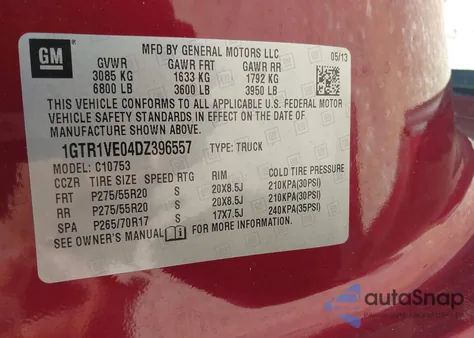 GM
MFD BY GENERAL MOTORS LLC
05/13
GVWR GAWR FRT GAWR RR
3085 KG 1633 KG 1792 KG
6800 LB 3600 LB 3950 LB
THIS VEHICLE CONFORMS TO ALL APPLICABLE U.S. FEDERAL MOTOR
VEHICLE SAFETY STANDARDS IN EFFECT ON THE DATE OF
MANUFACTURE SHOWN ABOVE.
1GTR1VE04DZ396557 TYPE: TRUCK
MODEL: C10753
CCZR TIRE SIZE SPEED RTG RIM COLD TIRE PRESSURE
FRT P275/55R20 S 20X8.5J 210KPA(30PSI)
RR P275/55R20 S 20X8.5J 210KPA(30PSI)
SPA P265/70R17 S 17X7.5J 240KPA(35PSI)
SEE OWNER'S MANUAL FOR MORE INFORMATION.
autoSnap